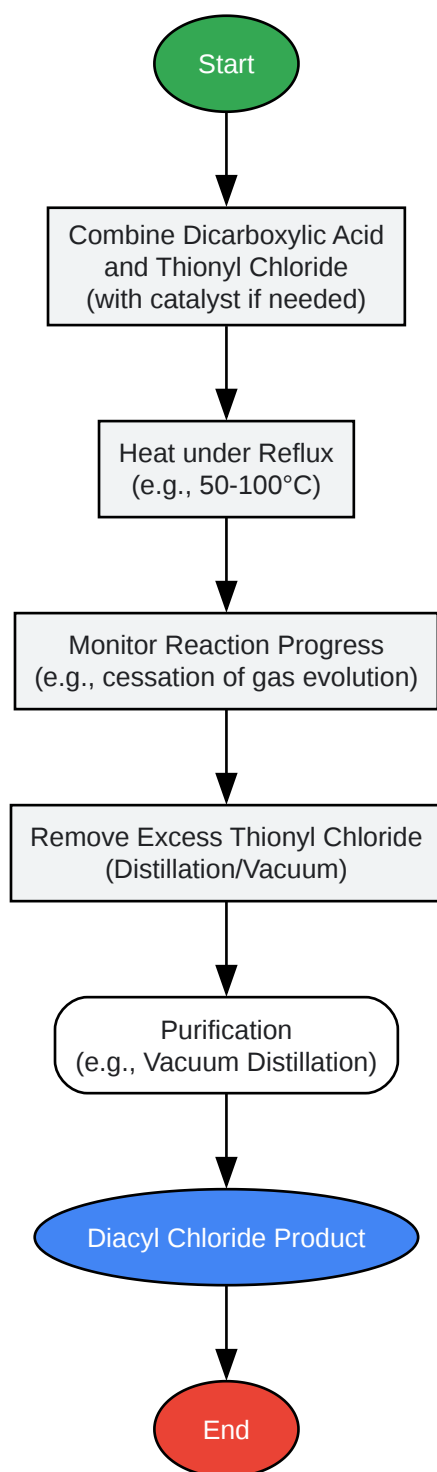 Start
Combine Dicarboxylic Acid
and Thionyl Chloride
(with catalyst if needed)
Heat under Reflux
(e.g., 50-100°C)
Monitor Reaction Progress
(e.g., cessation of gas evolution)
Remove Excess Thionyl Chloride
(Distillation/Vacuum)
Purification
(e.g., Vacuum Distillation)
Diacyl Chloride Product
End